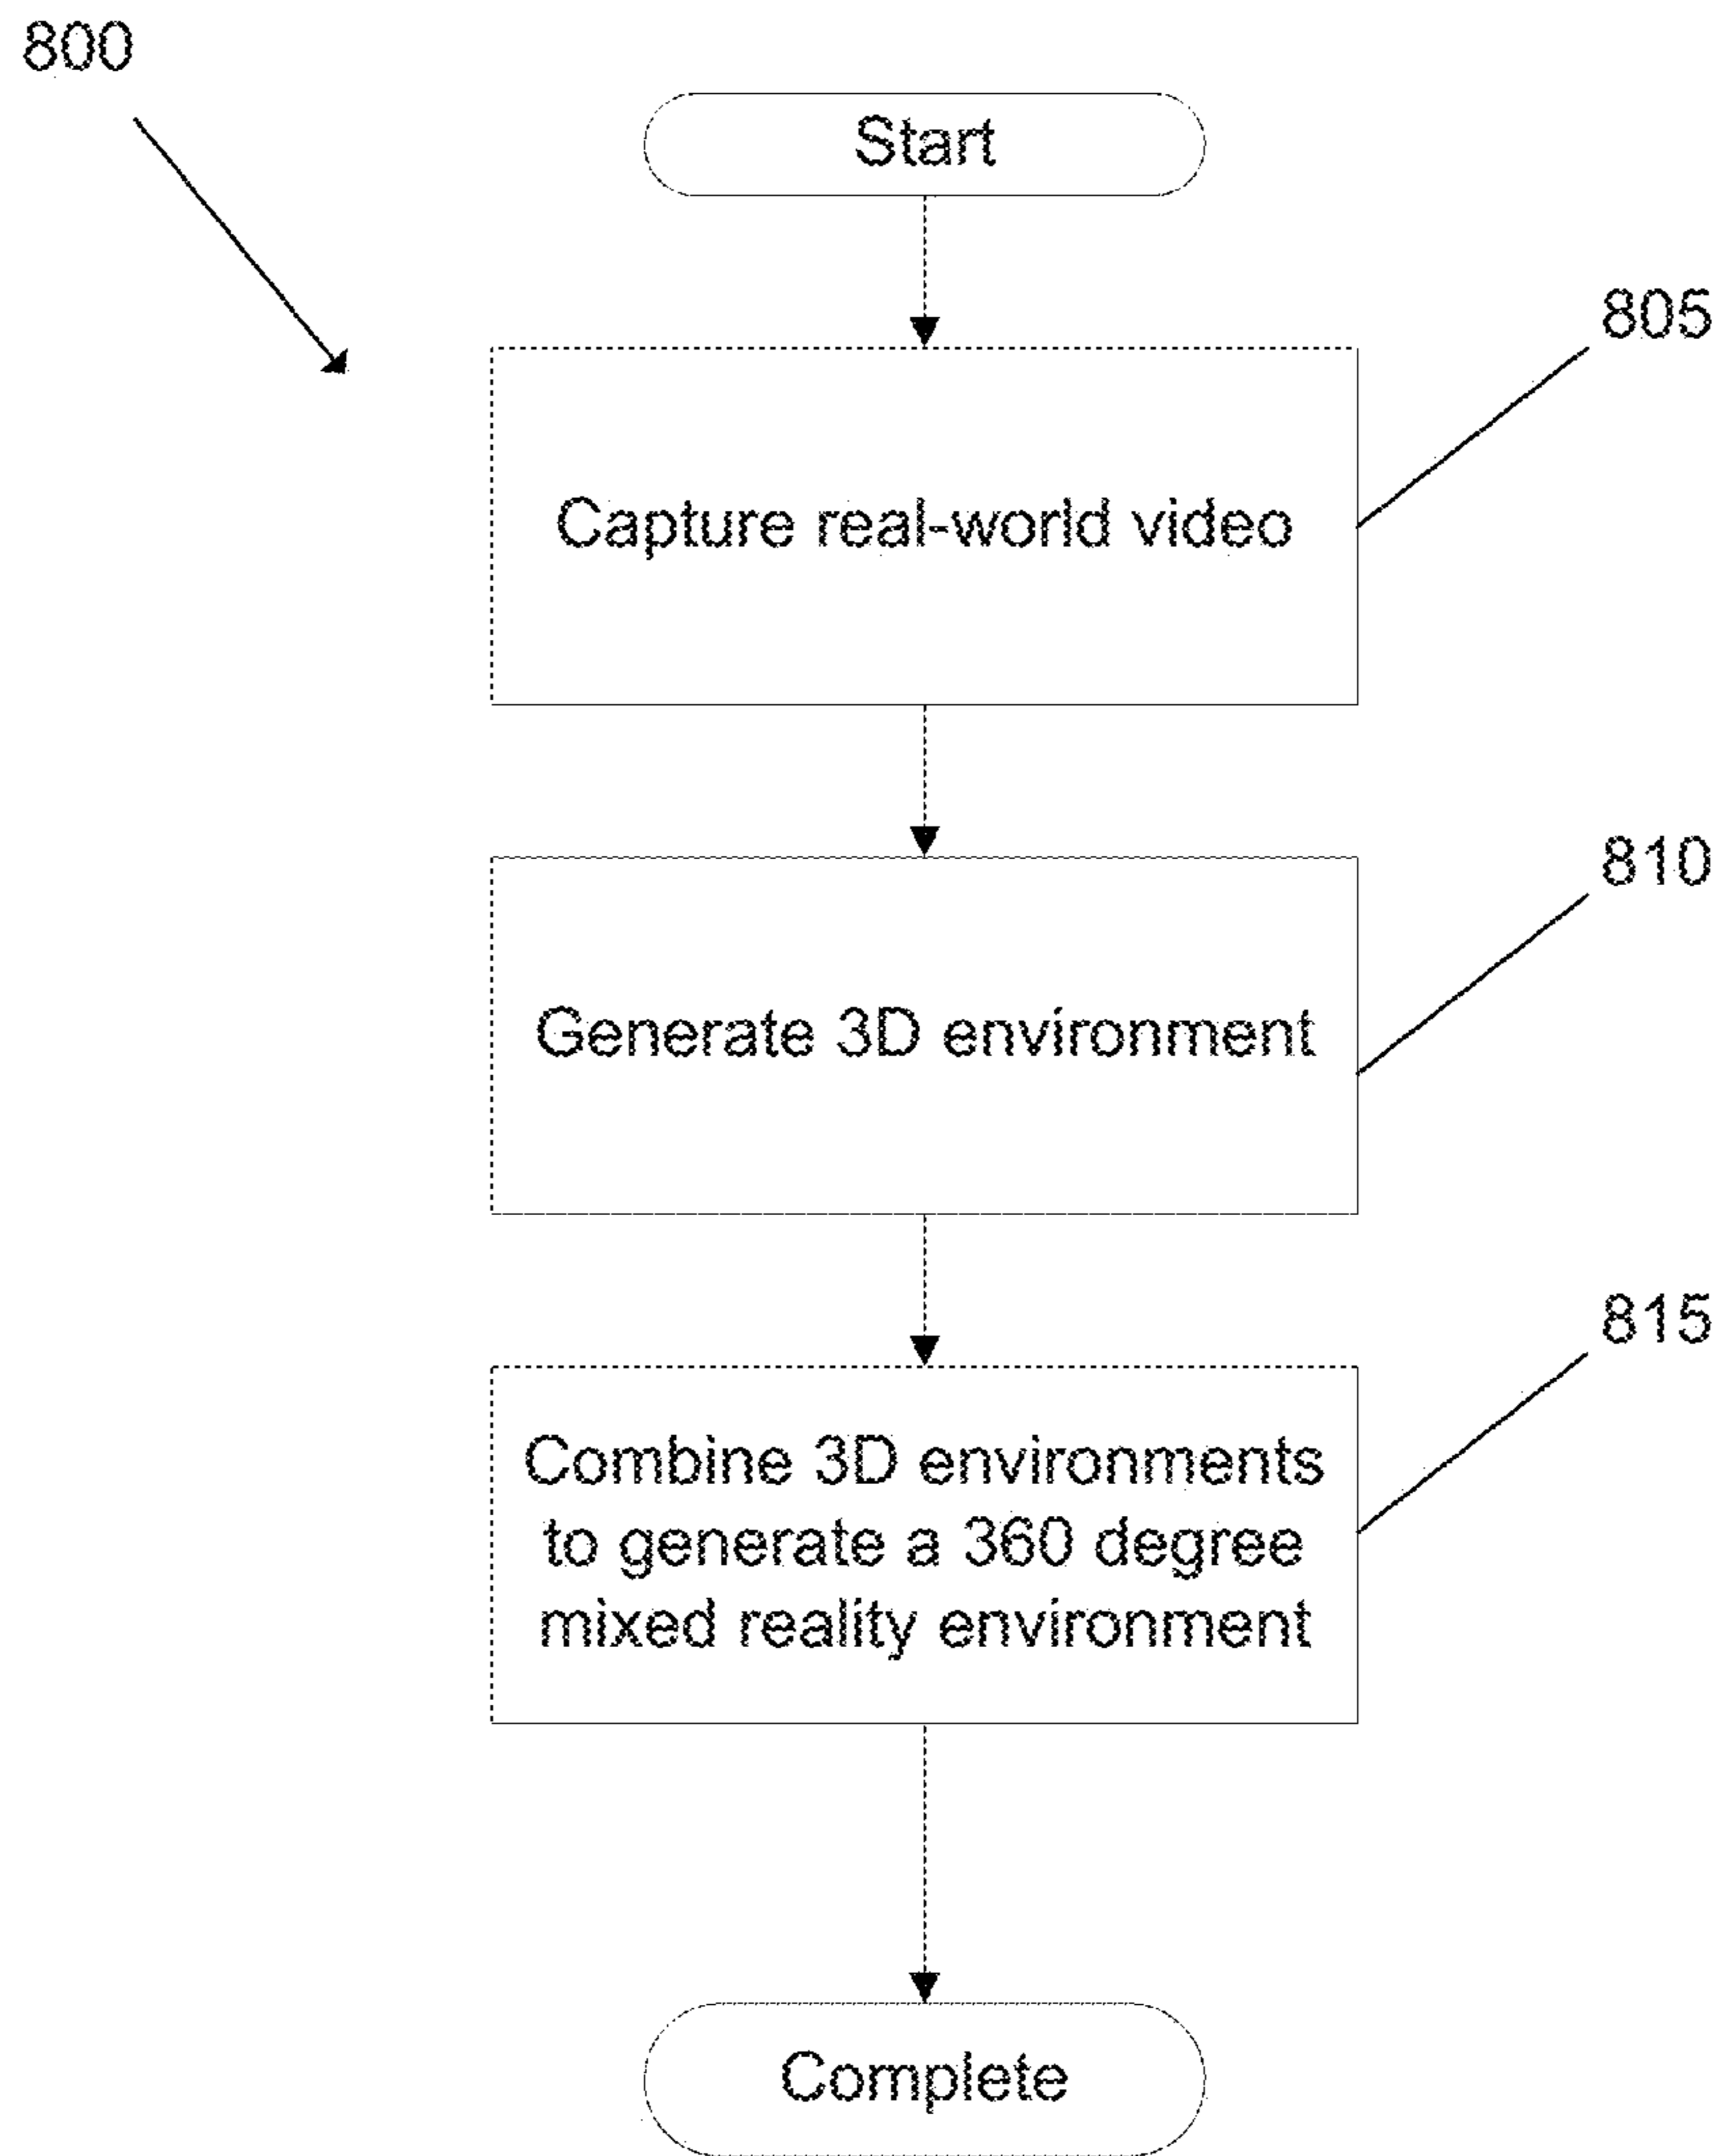 800
Start
805
Capture real-world video
810
Generate 3D environment
815
Combine 3D environments
to generate a 360 degree
mixed reality environment
Complete